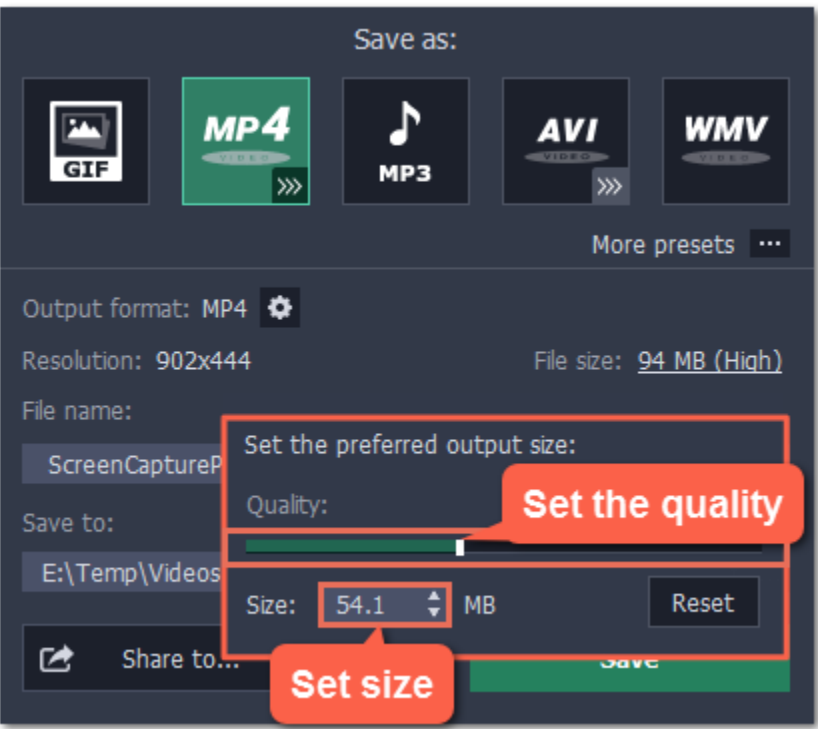 Save as:
GIF
MP4
VIDEO
MP3
AVI
VIDEO
WMV
VIDEO
More presets
Output format: MP4
Resolution: 902x444
File size: 94 MB (High)
File name:
ScreenCaptureP
Set the preferred output size:
Quality:
Set the quality
Save to:
E:\Temp\Videos
Size: 54.1 MB
Reset
Share to...
Set size
Save